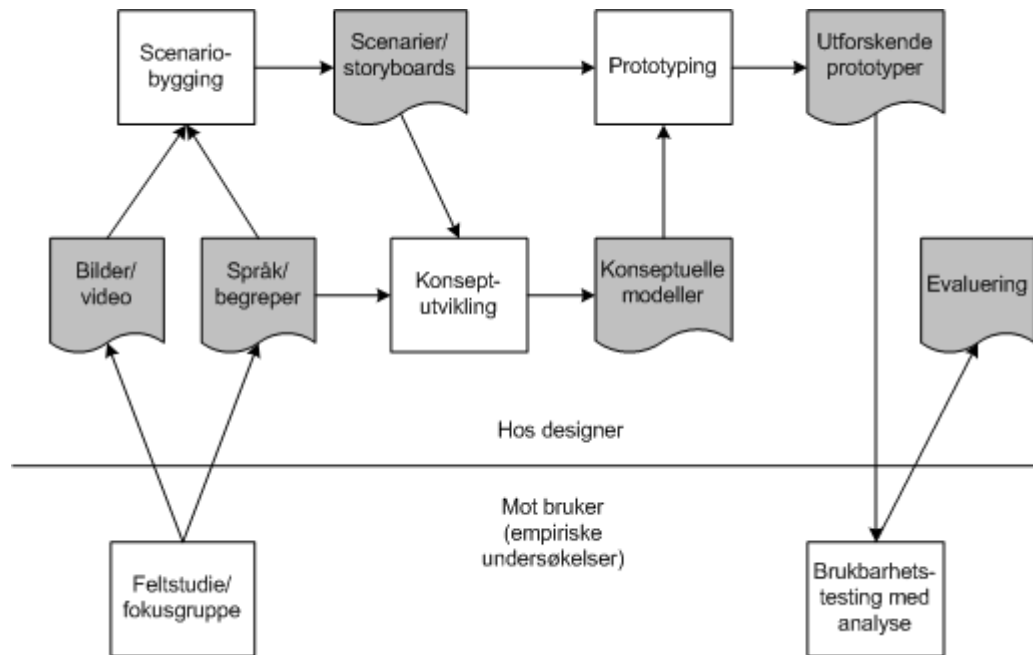 Scenario-
bygging
Scenarier/
storyboards
Prototyping
Utforskende
prototyper
Bilder/
video
Språk/
begreper
Konsept-
utvikling
Konseptuelle
modeller
Evaluering
Hos designer
Mot bruker
(empiriske
undersøkelser)
Feltstudie/
fokusgruppe
Brukbarhets-
testing med
analyse